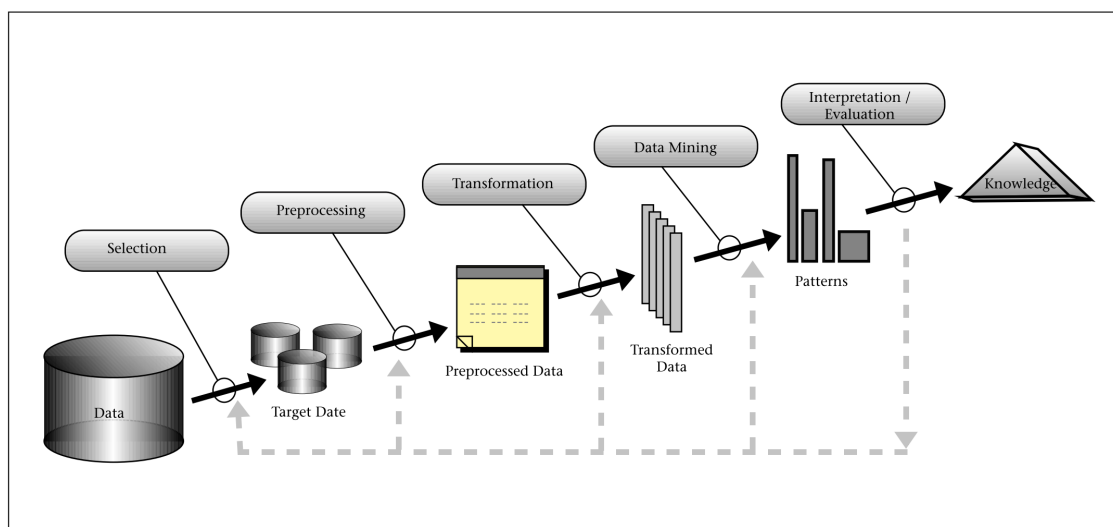 Interpretation /
Evaluation
Data Mining
Transformation
Knowledge
Preprocessing
Selection
Patterns
Transformed
Data
Preprocessed Data
Data
Target Date